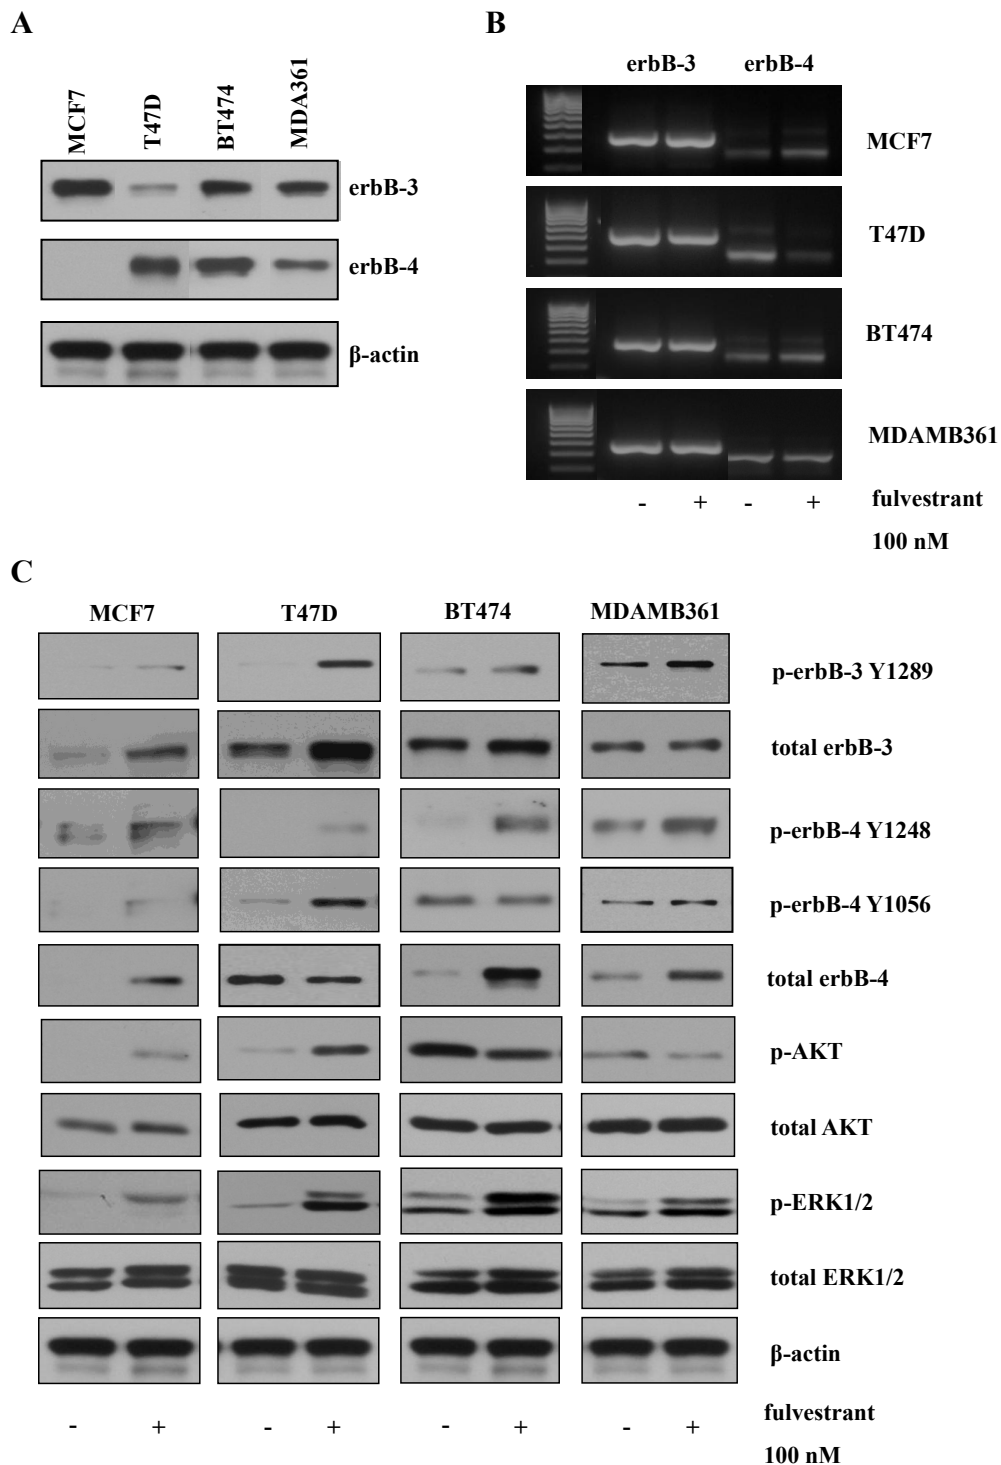 A
MCF7
T47D
BT474
MDA361
erbB-3
erbB-4
β-actin
B
erbB-3 erbB-4
MCF7
T47D
BT474
MDAMB361
- + - + fulvestrant
100 nM
C
MCF7 T47D BT474 MDAMB361
p-erbB-3 Y1289
total erbB-3
p-erbB-4 Y1248
p-erbB-4 Y1056
total erbB-4
p-AKT
total AKT
p-ERK1/2
total ERK1/2
β-actin
- + - + - + - + fulvestrant
100 nM